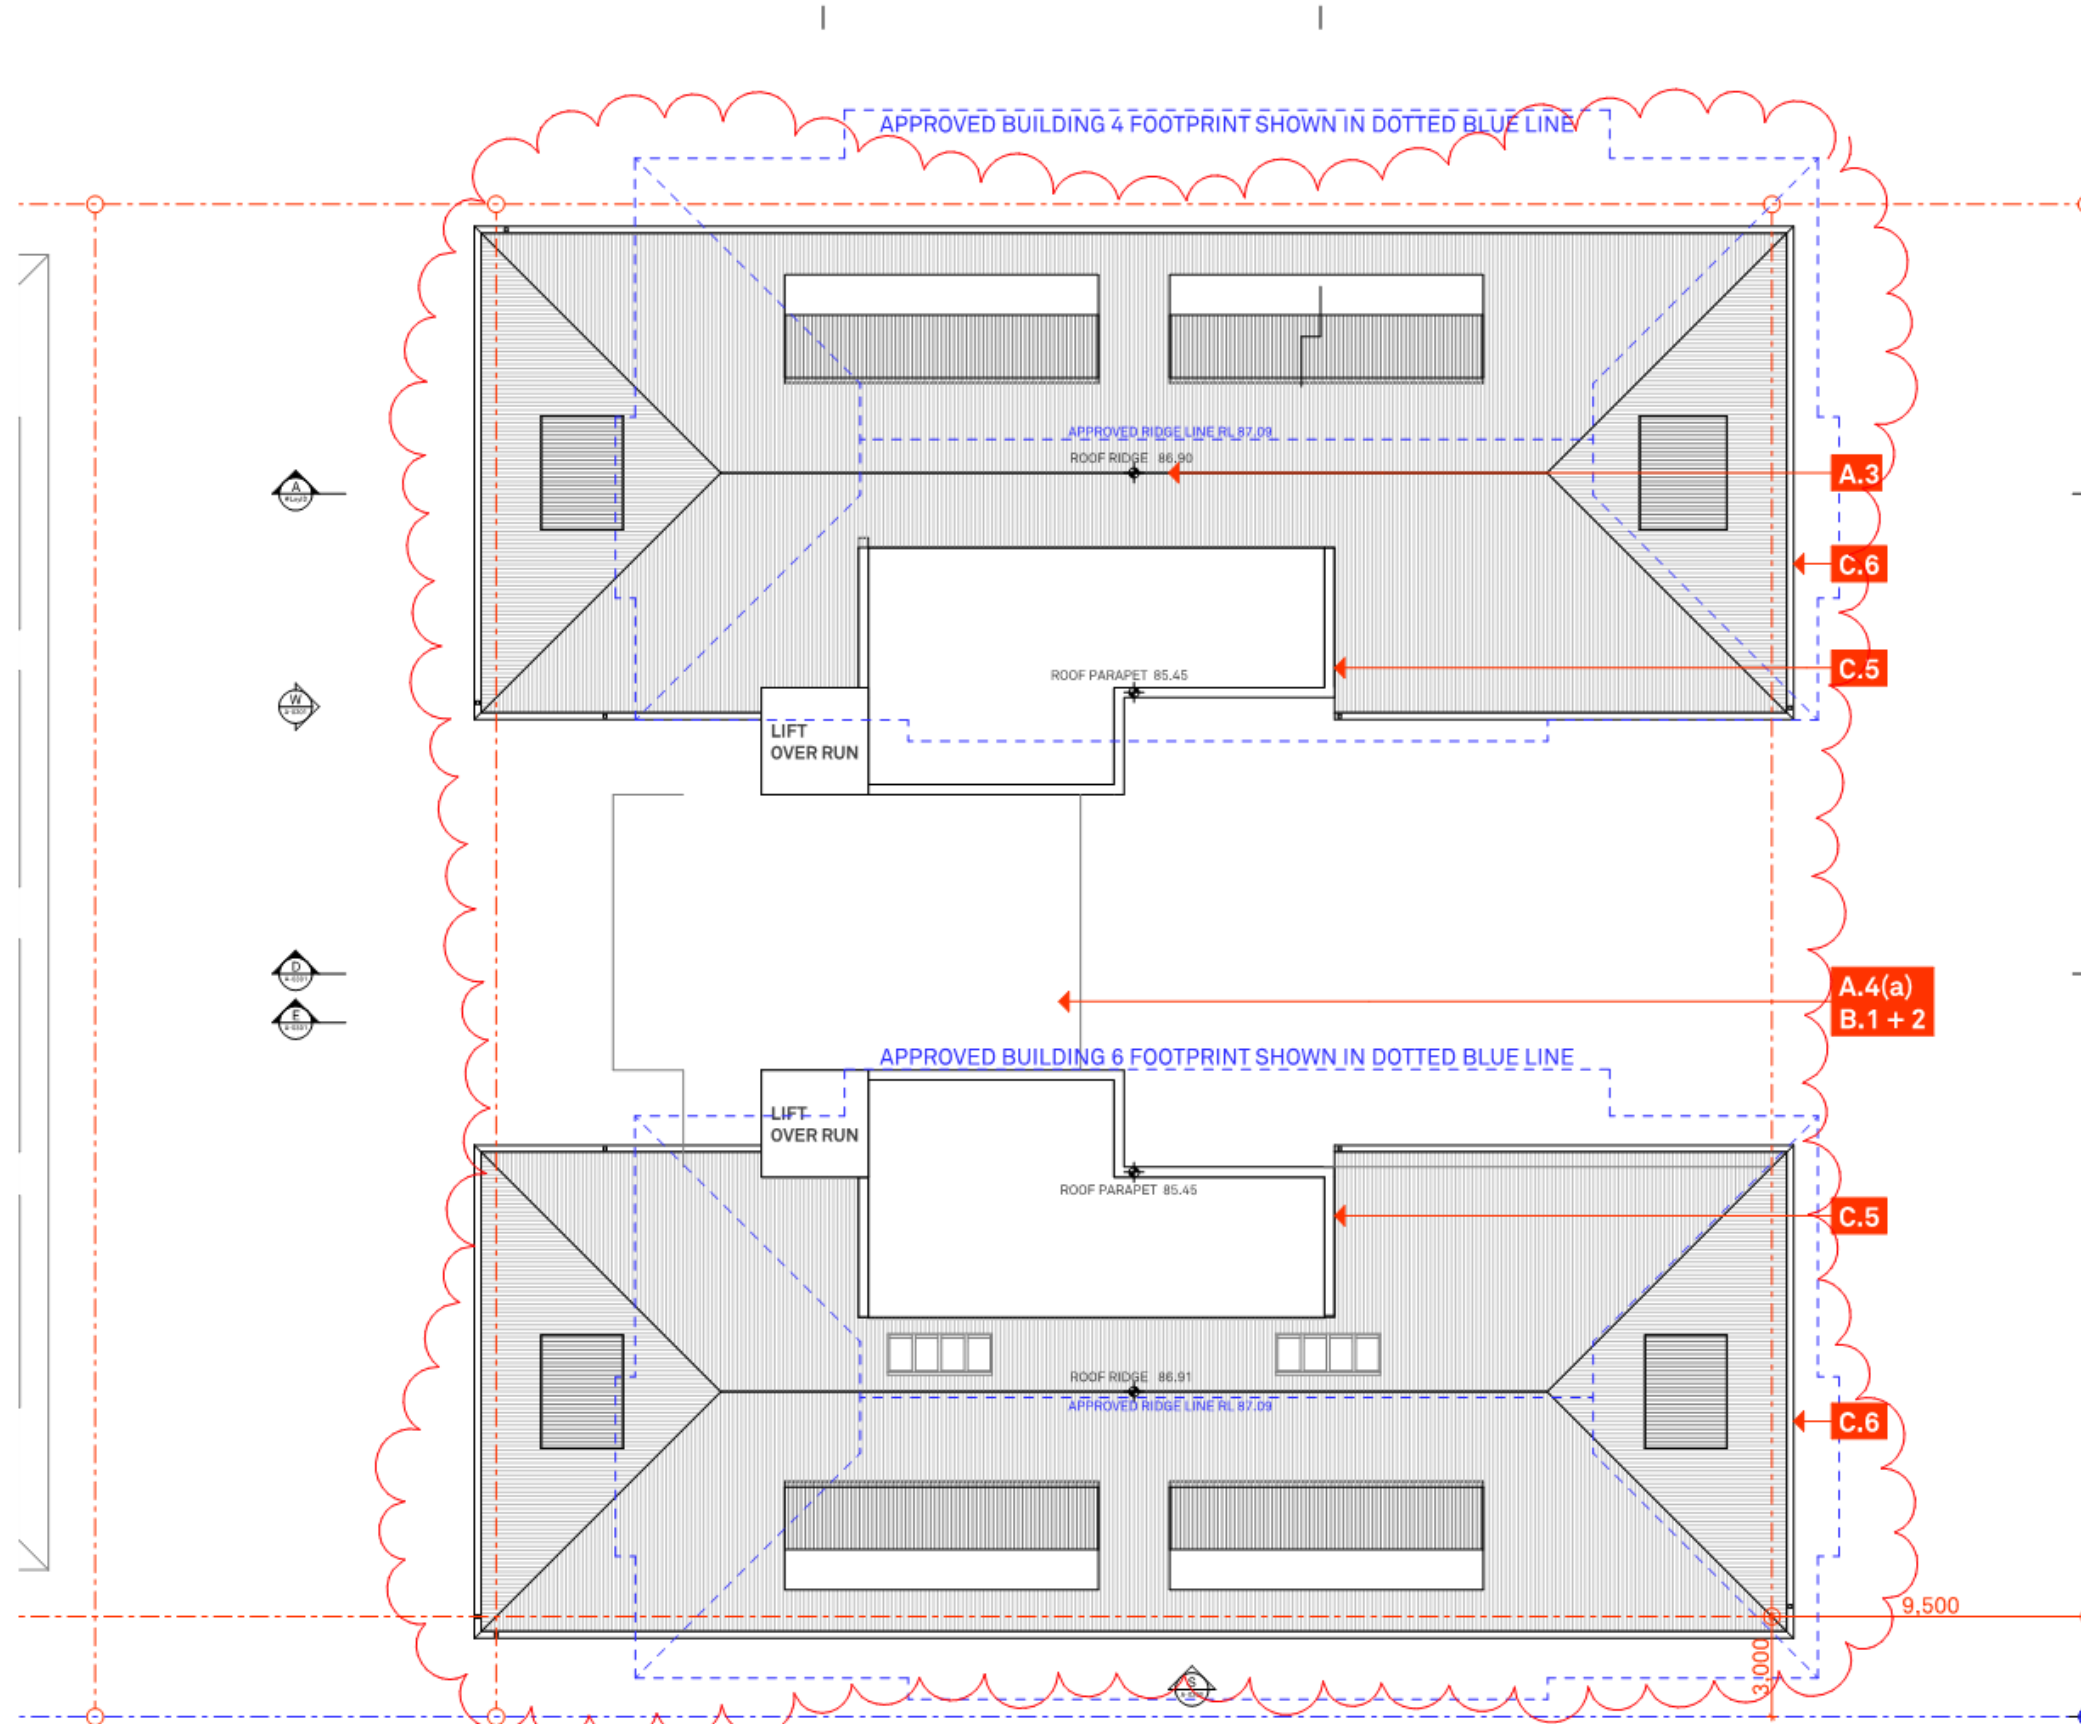 APPROVED BUILDING 4 FOOTPRINT SHOWN IN DOTTED BLUE LINE
APPROVED RIDGE LINE RL 87.09
ROOF RIDGE 86.90
A.3
A
C.6
ROOF PARAPET 85.45
C.5
W
LIFT
OVER RUN
D
A.4(a)
B.1 + 2
E
APPROVED BUILDING 6 FOOTPRINT SHOWN IN DOTTED BLUE LINE
LIFT
OVER RUN
ROOF PARAPET 85.45
C.5
ROOF RIDGE 86.91
APPROVED RIDGE LINE RL 87.09
C.6
9,500
3,000
S